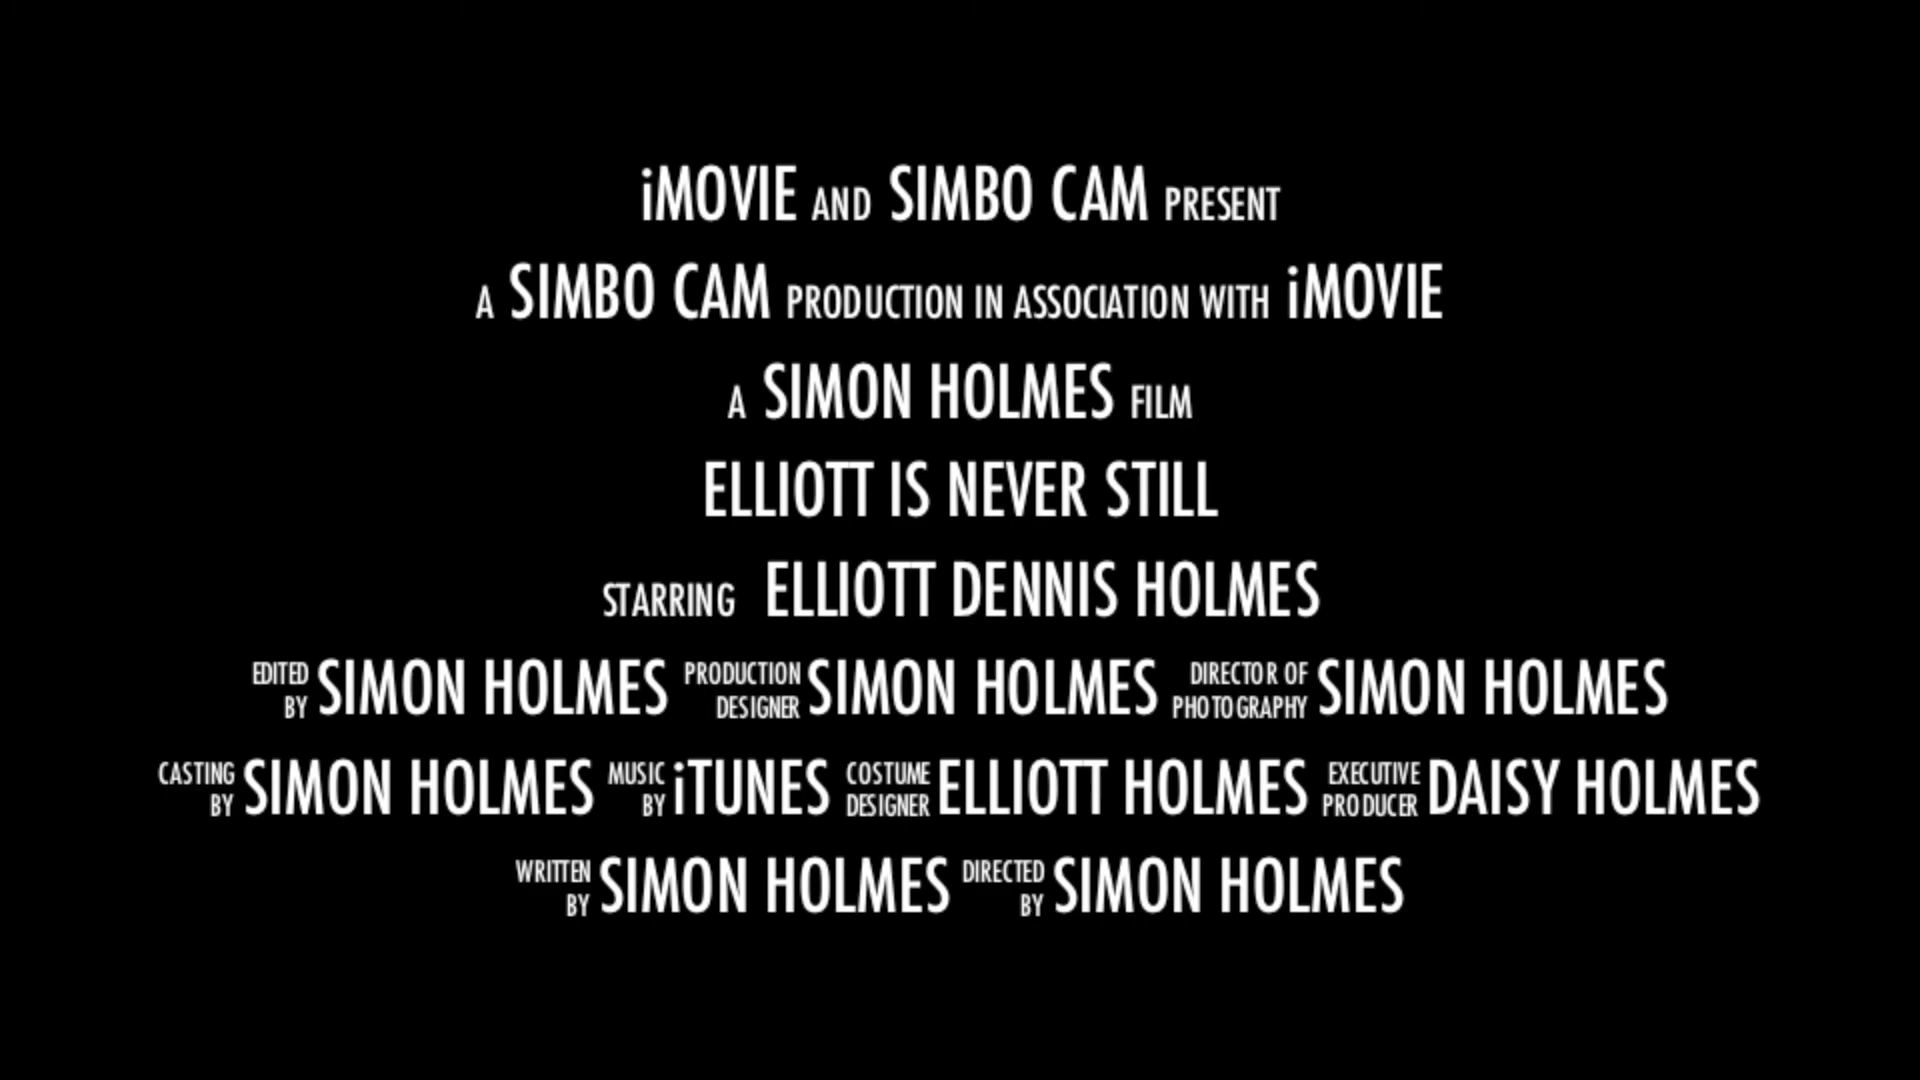 iMOVIE AND SIMBO CAM PRESENT
A SIMBO CAM PRODUCTION IN ASSOCIATION WITH iMOVIE
A SIMON HOLMES FILM
ELLIOTT IS NEVER STILL
STARRING ELLIOTT DENNIS HOLMES
EDITED BY SIMON HOLMES PRODUCTION DESIGNER SIMON HOLMES DIRECTOR OF PHOTOGRAPHY SIMON HOLMES
CASTING BY SIMON HOLMES MUSIC BY iTUNES COSTUME DESIGNER ELLIOTT HOLMES EXECUTIVE PRODUCER DAISY HOLMES
WRITTEN BY SIMON HOLMES DIRECTED BY SIMON HOLMES